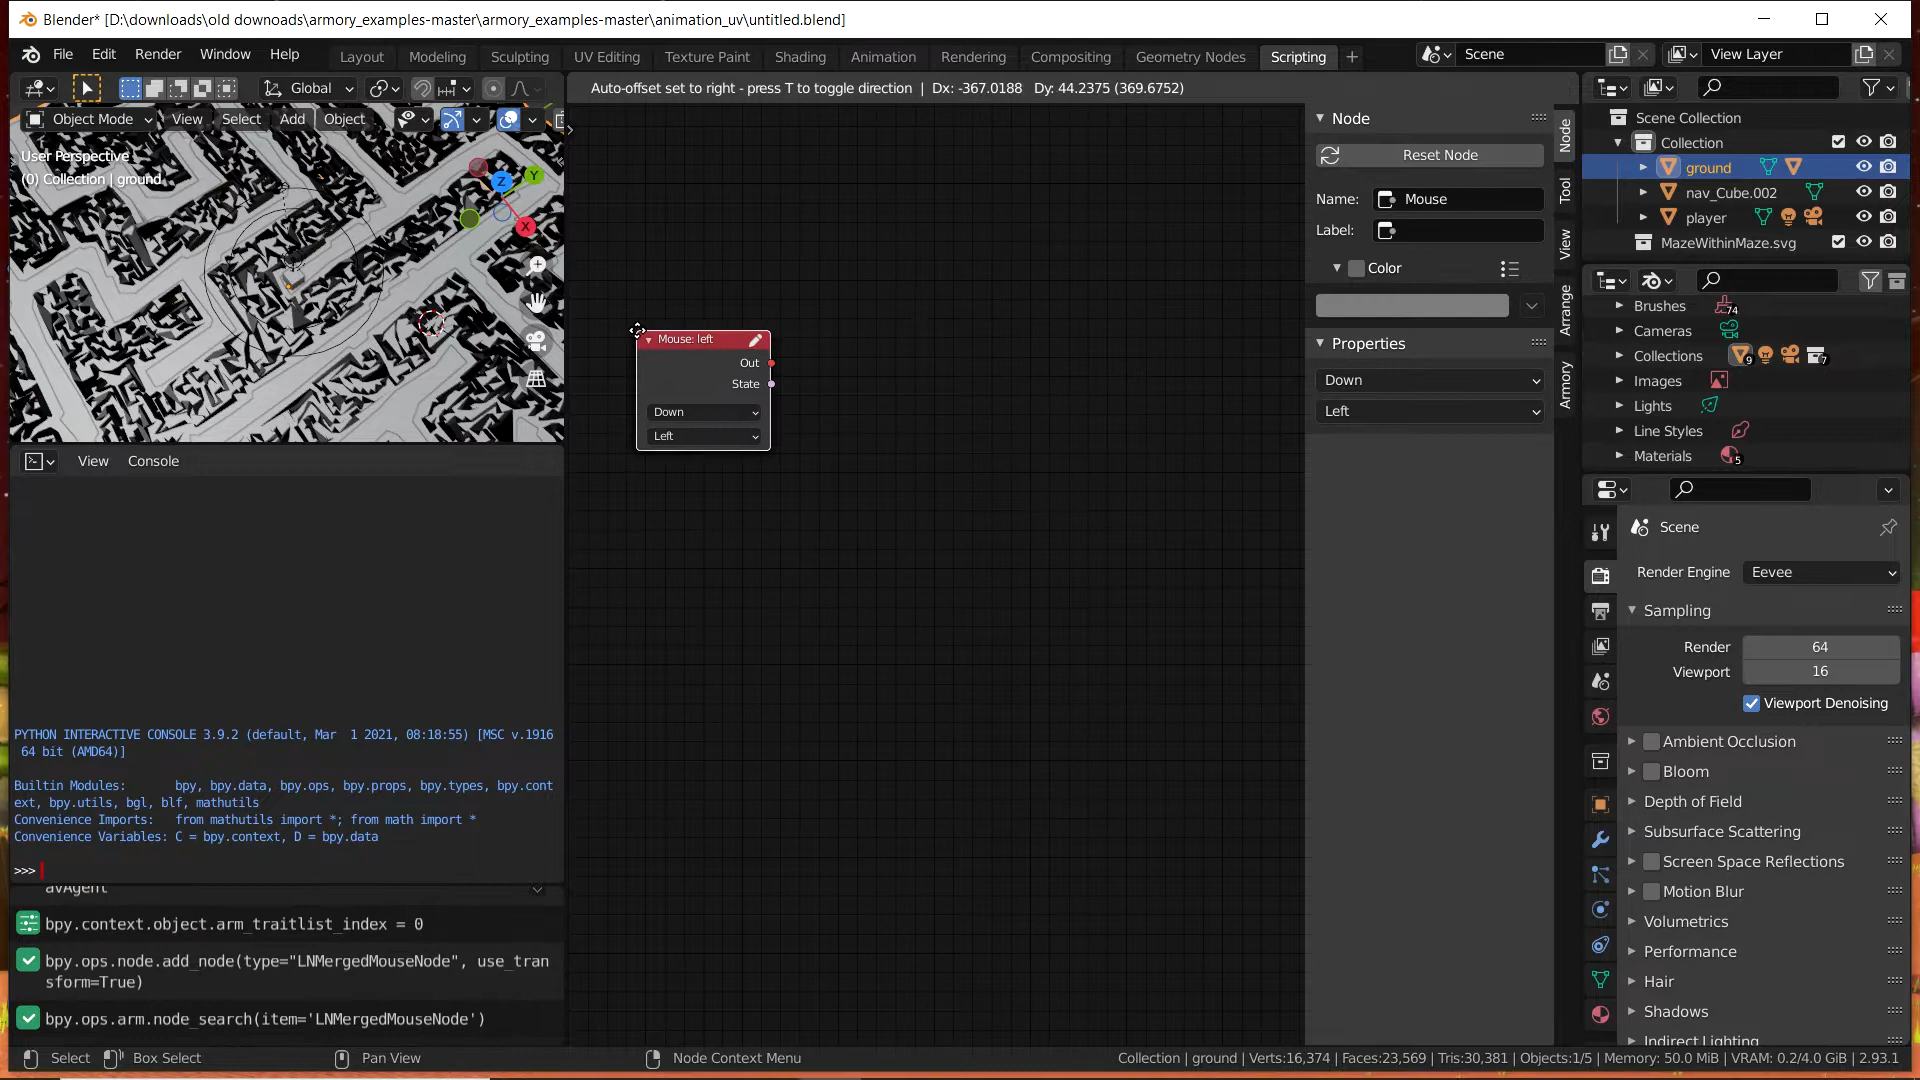 Blender* [D:\downloads\old downoads\armory_examples-master\armory_examples-master\animation_uv\untitled.blend]
File Edit Render Window Help
Layout Modeling Sculpting UV Editing Texture Paint Shading Animation Rendering Compositing Geometry Nodes Scripting
Scene
View Layer
Global
Object Mode View Select Add Object
User Perspective
(0) Collection | ground
Z
Y
X
View Console
PYTHON INTERACTIVE CONSOLE 3.9.2 (default, Mar  1 2021, 08:18:55) [MSC v.1916
64 bit (AMD64)]
Builtin Modules:       bpy, bpy.data, bpy.ops, bpy.props, bpy.types, bpy.cont
ext, bpy.utils, bgl, blf, mathutils
Convenience Imports:   from mathutils import *; from math import *
Convenience Variables: C = bpy.context, D = bpy.data
>>>
avAgent
bpy.context.object.arm_traitlist_index = 0
bpy.ops.node.add_node(type="LNMergedMouseNode", use_tran
sform=True)
bpy.ops.arm.node_search(item='LNMergedMouseNode')
Auto-offset set to right - press T to toggle direction | Dx: -367.0188 Dy: 44.2375 (369.6752)
Mouse: left
Out
State
Down
Left
Node
Reset Node
Name: Mouse
Label:
Color
Properties
Down
Left
Node
Tool
View
Arrange
Armory
Scene Collection
Collection
ground
nav_Cube.002
player
MazeWithinMaze.svg
Brushes 74
Cameras
Collections 9 7
Images
Lights
Line Styles
Materials 5
Scene
Render Engine Eevee
Sampling
Render 64
Viewport 16
Viewport Denoising
Ambient Occlusion
Bloom
Depth of Field
Subsurface Scattering
Screen Space Reflections
Motion Blur
Volumetrics
Performance
Hair
Shadows
Indirect Lighting
Select Box Select Pan View Node Context Menu
Collection | ground | Verts:16,374 | Faces:23,569 | Tris:30,381 | Objects:1/5 | Memory: 50.0 MiB | VRAM: 0.2/4.0 GiB | 2.93.1